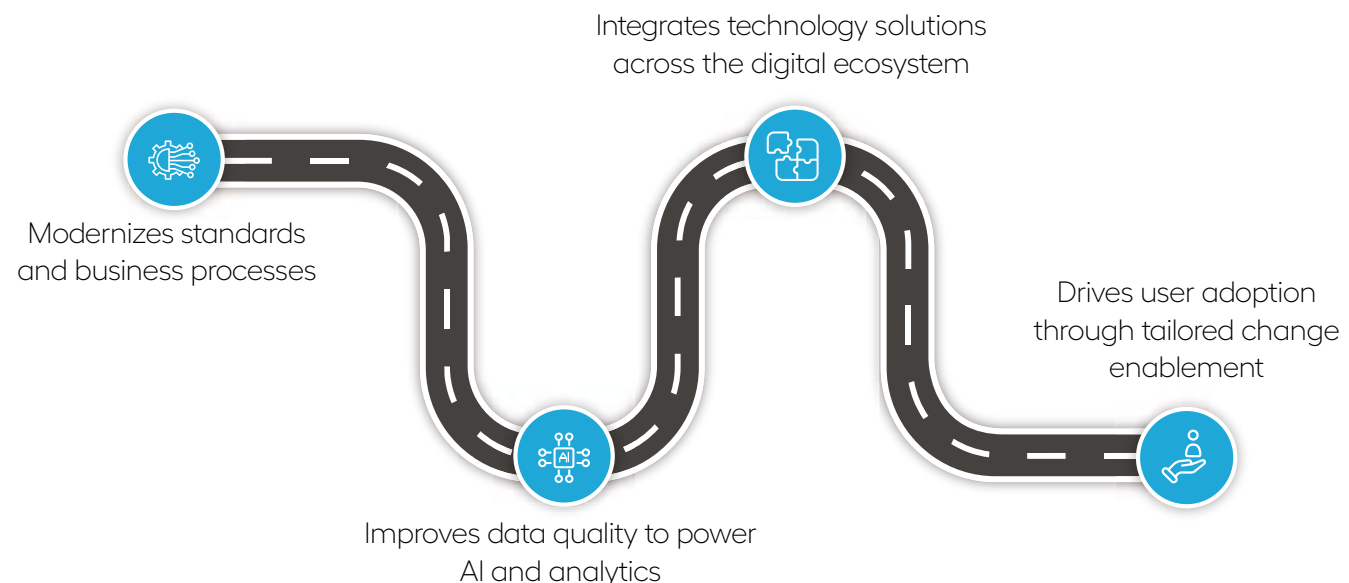 Integrates technology solutions
across the digital ecosystem
Modernizes standards
and business processes
Drives user adoption
through tailored change
enablement
AI
Improves data quality to power
AI and analytics